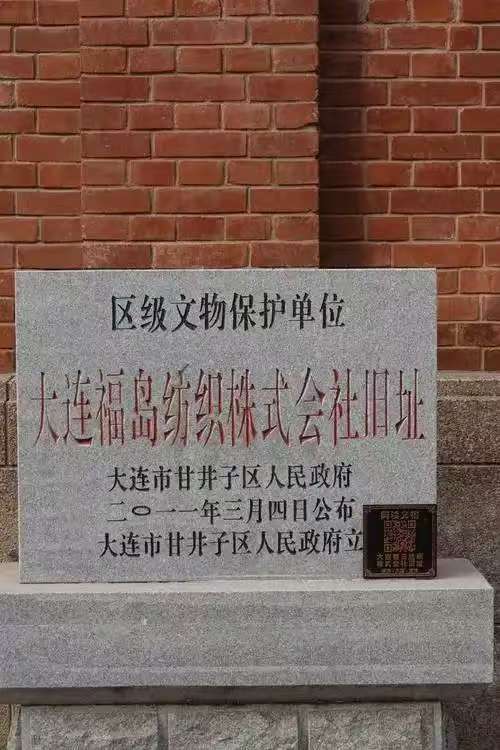 区级文物保护单位
大连福岛纺织株式会社旧址
大连市甘井子区人民政府
二〇一一年三月四日公布
大连市甘井子区人民政府立